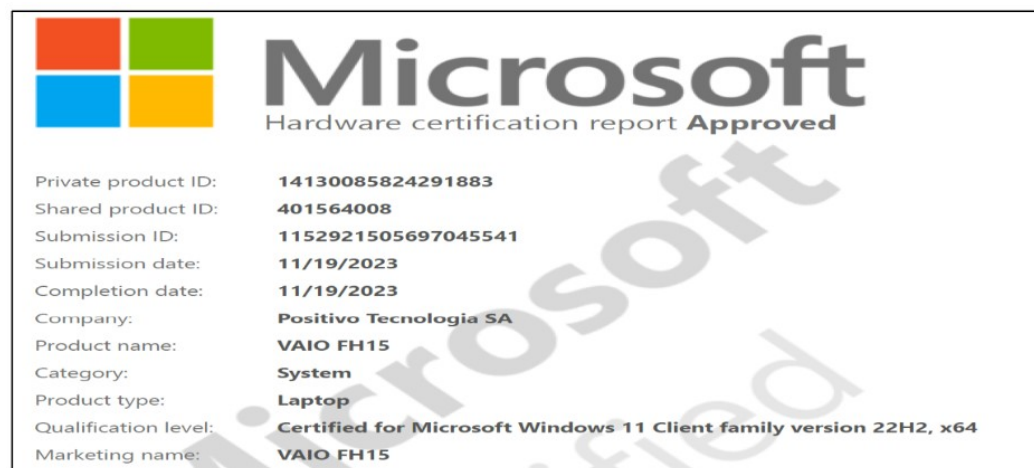 Microsoft
Hardware certification report Approved
Private product ID: 14130085824291883
Shared product ID: 401564008
Submission ID: 1152921505697045541
Submission date: 11/19/2023
Completion date: 11/19/2023
Company: Positivo Tecnologia SA
Product name: VAIO FH15
Category: System
Product type: Laptop
Qualification level: Certified for Microsoft Windows 11 Client family version 22H2, x64
Marketing name: VAIO FH15
Microsoft